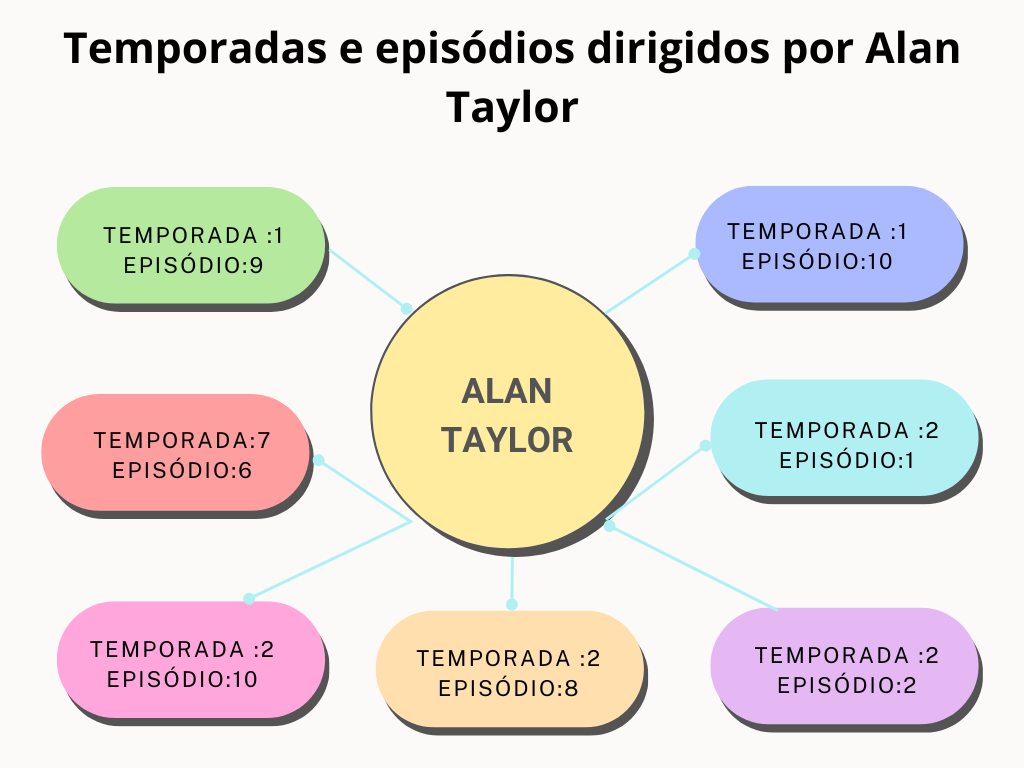 Temporadas e episódios dirigidos por Alan
Taylor
TEMPORADA :1
EPISÓDIO:9
TEMPORADA :1
EPISÓDIO:10
ALAN
TAYLOR
TEMPORADA:7
EPISÓDIO:6
TEMPORADA :2
EPISÓDIO:1
TEMPORADA :2
EPISÓDIO:10
TEMPORADA :2
EPISÓDIO:8
TEMPORADA :2
EPISÓDIO:2